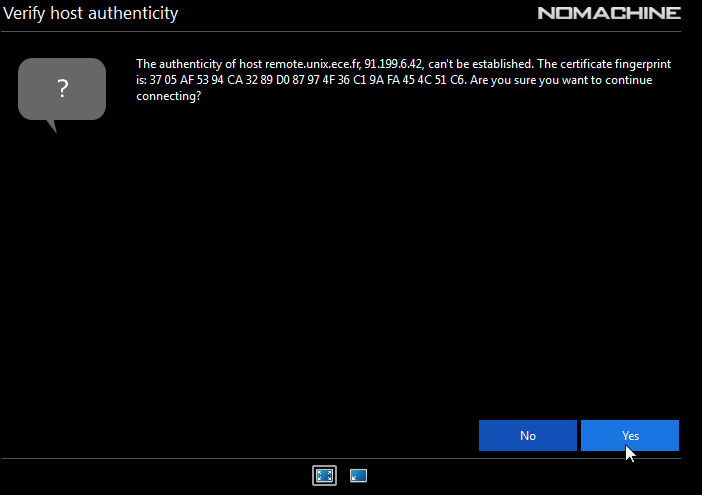 Verify host authenticity
NOMACHINE
The authenticity of host remote.unix.ece.fr, 91.199.6.42, can't be established. The certificate fingerprint
is: 37 05 AF 53 94 CA 32 89 D0 87 97 4F 36 C1 9A FA 45 4C 51 C6. Are you sure you want to continue
connecting?
?
No
Yes